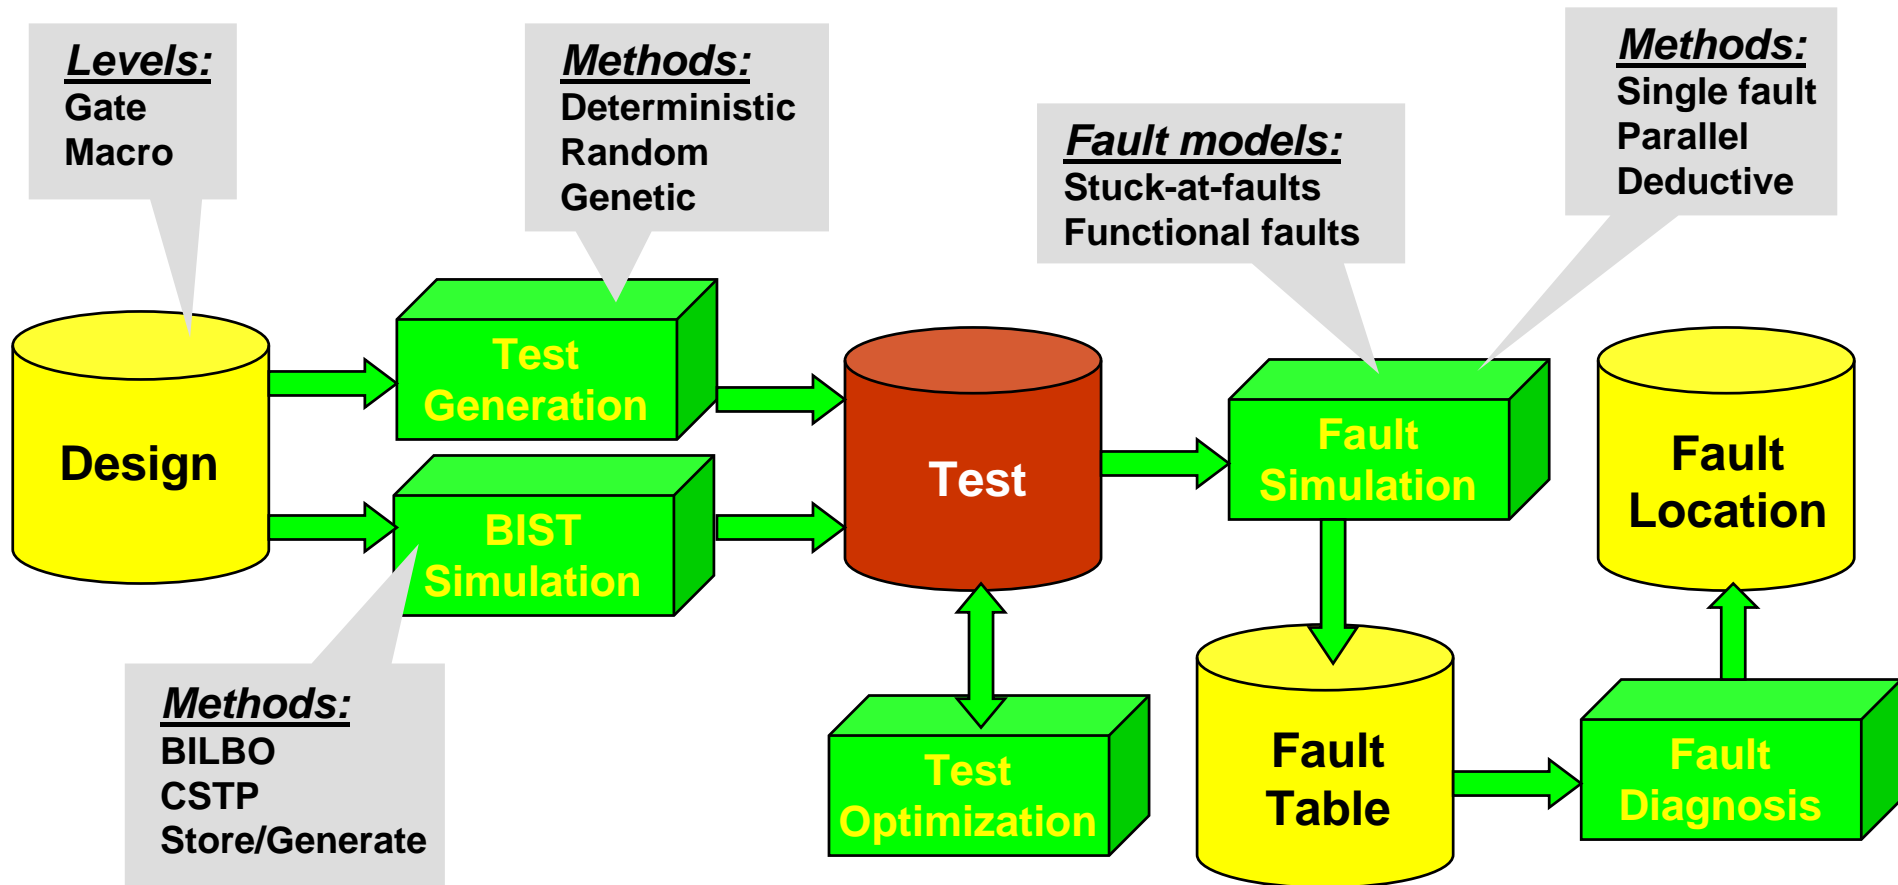 Levels:
Gate
Macro
Methods:
Deterministic
Random
Genetic
Fault models:
Stuck-at-faults
Functional faults
Methods:
Single fault
Parallel
Deductive
Design
Test
Generation
BIST
Simulation
Test
Fault
Simulation
Fault
Location
Methods:
BILBO
CSTP
Store/Generate
Test
Optimization
Fault
Table
Fault
Diagnosis